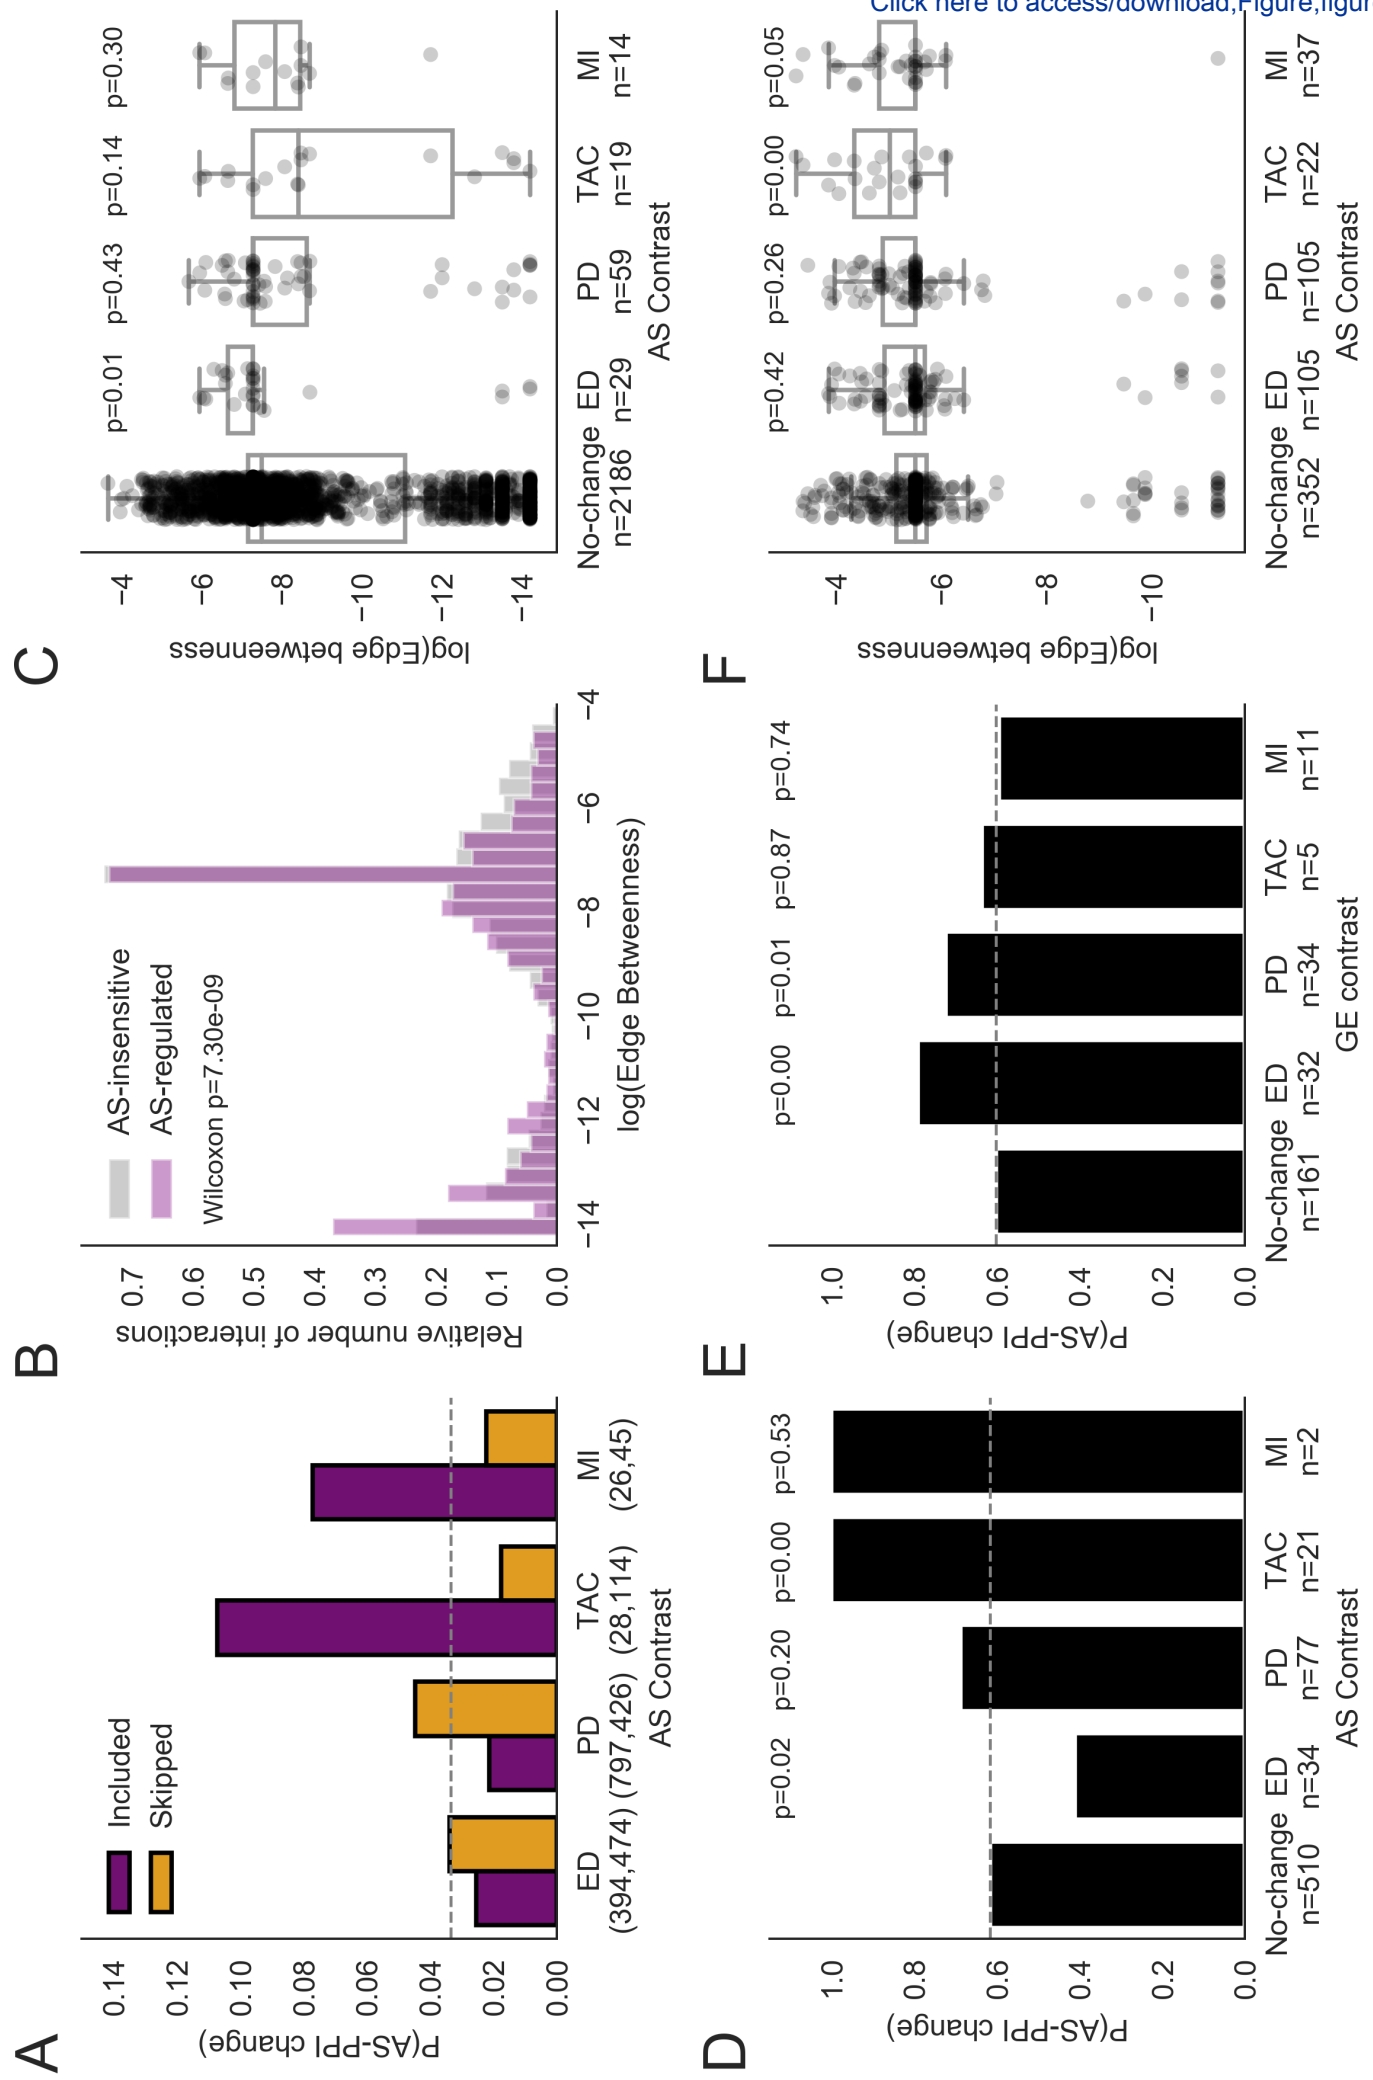 Click here to access/download;Figure;figur
A
P(AS-PPI change)
0.14
0.12
0.10
0.08
0.06
0.04
0.02
0.00
Included
Skipped
ED
(394,474)
PD
(797,426)
TAC
(28,114)
MI
(26,45)
AS Contrast
B
Relative number of interactions
0.7
0.6
0.5
0.4
0.3
0.2
0.1
0.0
AS-insensitive
AS-regulated
Wilcoxon p=7.30e-09
−14
−12
−10
−8
−6
−4
log(Edge Betweenness)
C
log(Edge betweenness
−4
−6
−8
−10
−12
−14
p=0.01
p=0.43
p=0.14
p=0.30
No-change
n=2186
ED
n=29
PD
n=59
TAC
n=19
MI
n=14
AS Contrast
D
P(AS-PPI change)
1.0
0.8
0.6
0.4
0.2
0.0
p=0.02
p=0.20
p=0.00
p=0.53
No-change
n=510
ED
n=34
PD
n=77
TAC
n=21
MI
n=2
AS Contrast
E
P(AS-PPI change)
1.0
0.8
0.6
0.4
0.2
0.0
p=0.00
p=0.01
p=0.87
p=0.74
No-change
n=161
ED
n=32
PD
n=34
TAC
n=5
MI
n=11
GE contrast
F
log(Edge betweenness
−4
−6
−8
−10
p=0.42
p=0.26
p=0.00
p=0.05
No-change
n=352
ED
n=105
PD
n=105
TAC
n=22
MI
n=37
AS Contrast